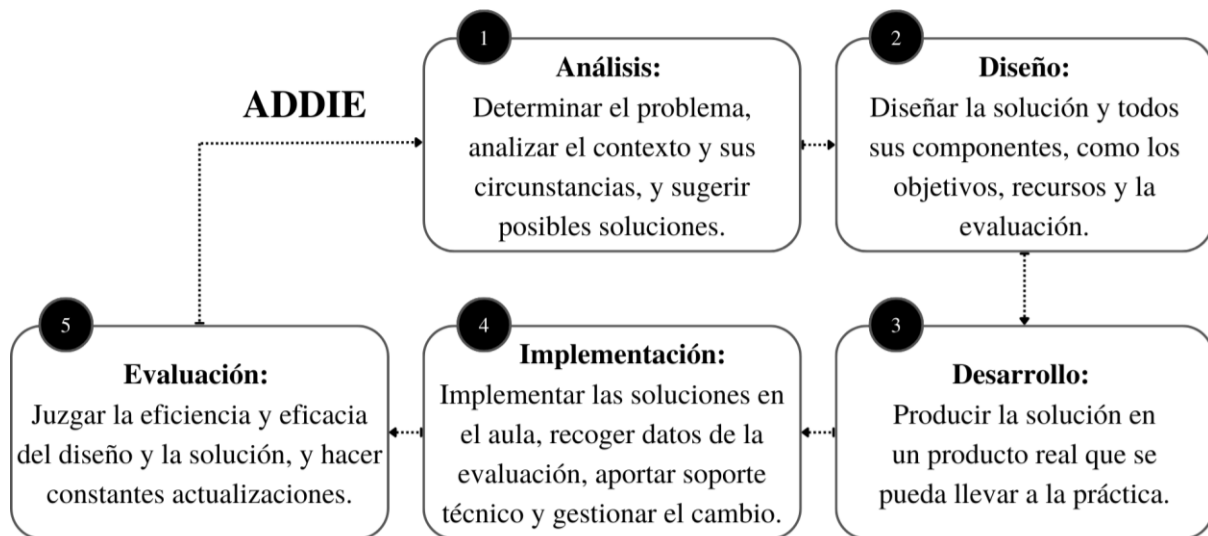 ADDIE
1
Análisis:
Determinar el problema,
analizar el contexto y sus
circunstancias, y sugerir
posibles soluciones.
2
Diseño:
Diseñar la solución y todos
sus componentes, como los
objetivos, recursos y la
evaluación.
3
Desarrollo:
Producir la solución en
un producto real que se
pueda llevar a la práctica.
4
Implementación:
Implementar las soluciones en
el aula, recoger datos de la
evaluación, aportar soporte
técnico y gestionar el cambio.
5
Evaluación:
Juzgar la eficiencia y eficacia
del diseño y la solución, y hacer
constantes actualizaciones.